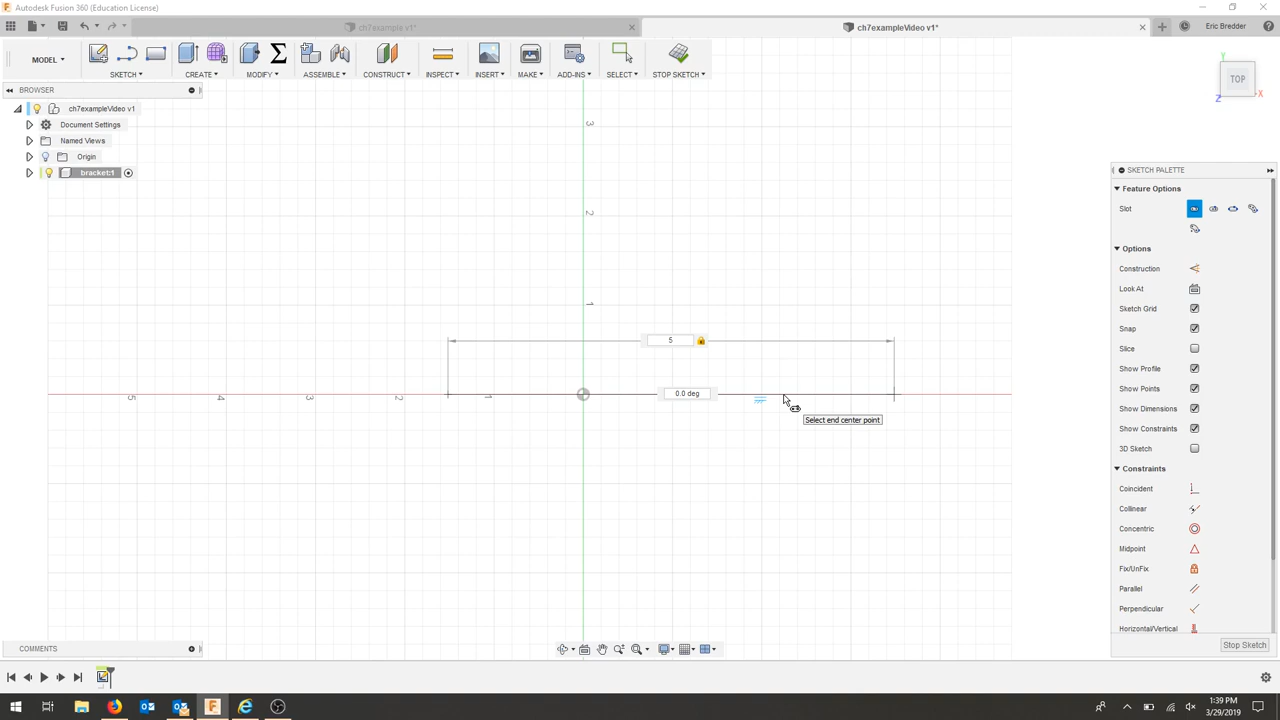 Autodesk Fusion 360 (Education License)
ch7example v1*
ch7exampleVideo v1*
Eric Bredder
MODEL
SKETCH
CREATE
MODIFY
ASSEMBLE
CONSTRUCT
INSPECT
INSERT
MAKE
ADD-INS
SELECT
STOP SKETCH
BROWSER
ch7exampleVideo v1
Document Settings
Named Views
Origin
bracket:1
Y
TOP
X
Z
3
2
1
5
5
4
3
2
1
0.0 deg
Select end center point
SKETCH PALETTE
Feature Options
Slot
Options
Construction
Look At
Sketch Grid
Snap
Slice
Show Profile
Show Points
Show Dimensions
Show Constraints
3D Sketch
Constraints
Coincident
Collinear
Concentric
Midpoint
Fix/UnFix
Parallel
Perpendicular
Horizontal/Vertical
Stop Sketch
COMMENTS
1:39 PM
3/29/2019